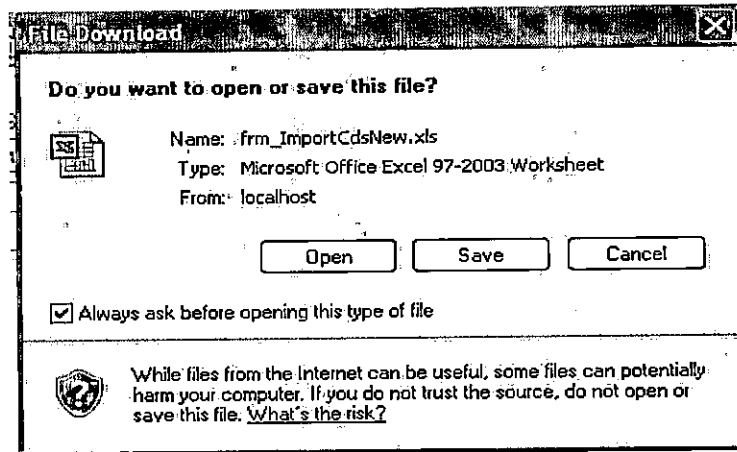 File Download
Do you want to open or save this file?
Name: frm_ImportCdsNew.xls
Type: Microsoft Office Excel 97-2003 Worksheet
From: localhost
Open Save Cancel
Always ask before opening this type of file
While files from the Internet can be useful, some files can potentially
harm your computer. If you do not trust the source, do not open or
save this file. What's the risk?